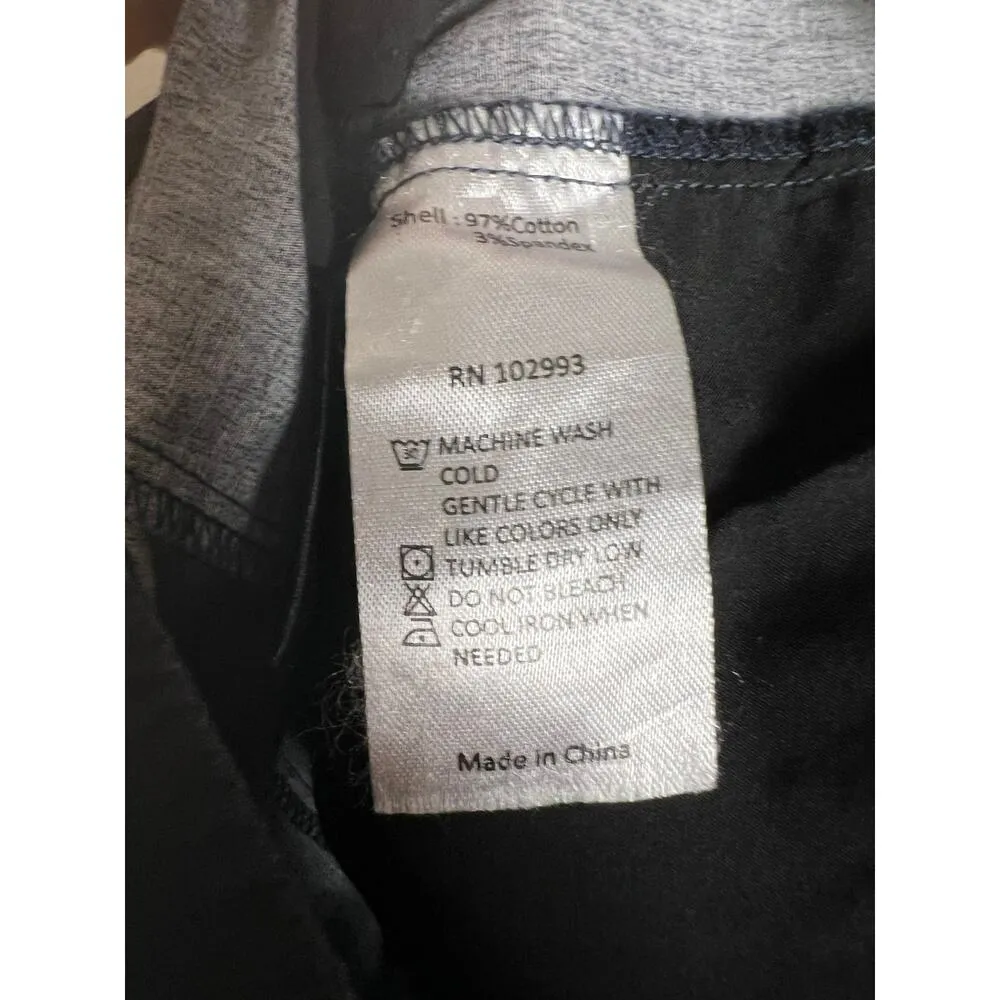 Shell : 97%Cotton
3%Spandex
RN 102993
30
MACHINE WASH
COLD
GENTLE CYCLE WITH
LIKE COLORS ONLY
TUMBLE DRY LOW
DO NOT BLEACH
COOL IRON WHEN
NEEDED
Made in China